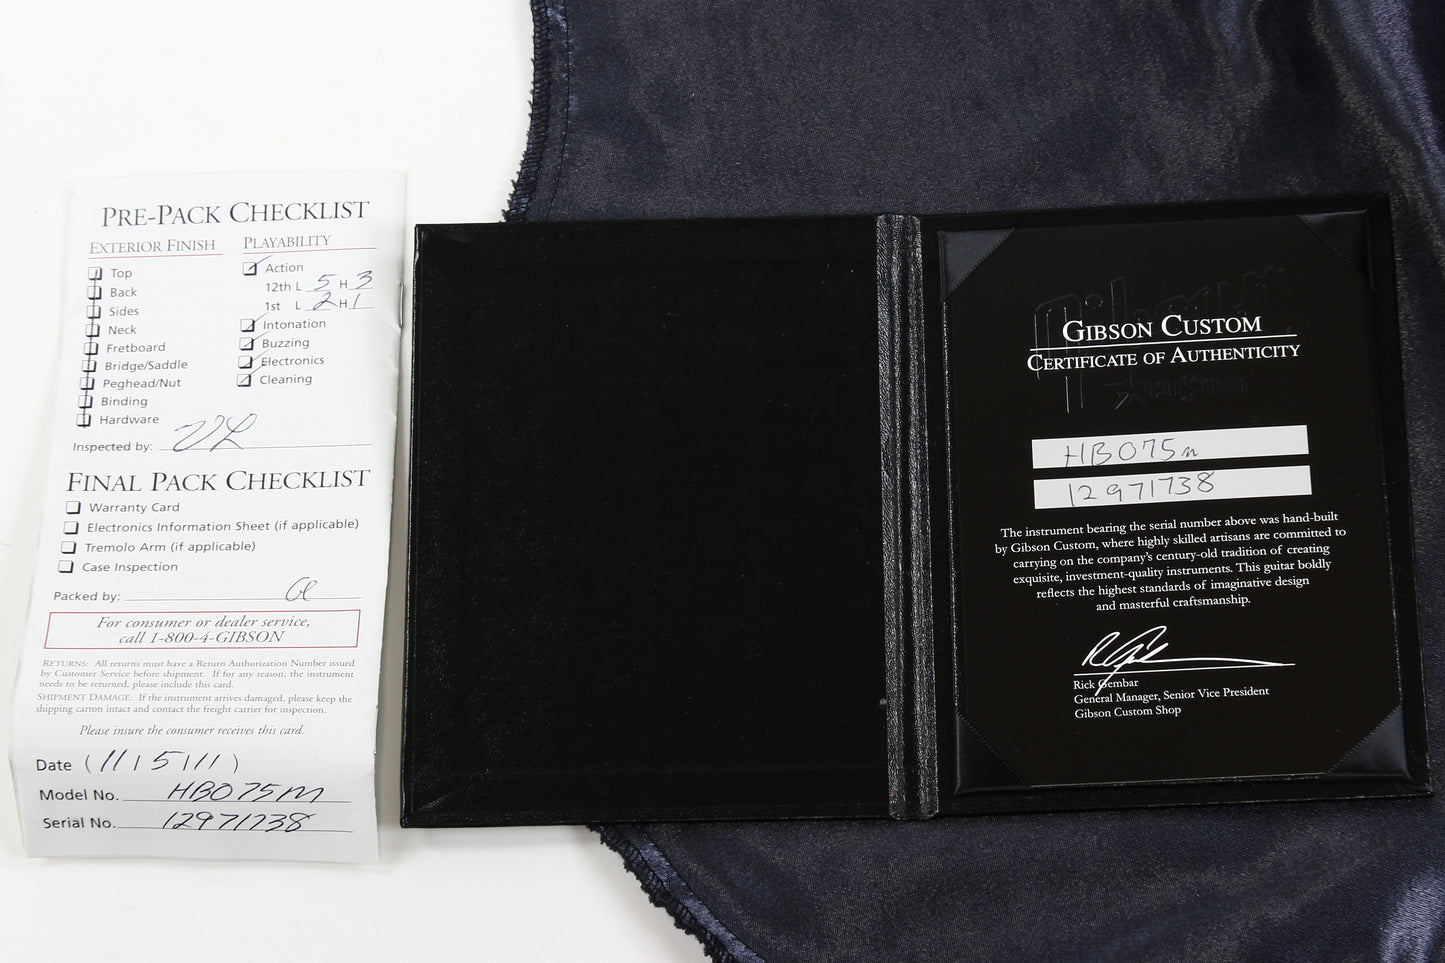 PRE-PACK CHECKLIST
EXTERIOR FINISH
Top
Back
Sides
Neck
Fretboard
Bridge/Saddle
Peghead/Nut
Binding
Hardware
PLAYABILITY
Action
12th L 5 H 3
1st L 2 H 1
Intonation
Buzzing
Electronics
Cleaning
Inspected by: VL
FINAL PACK CHECKLIST
Warranty Card
Electronics Information Sheet (if applicable)
Tremolo Arm (if applicable)
Case Inspection
Packed by:
For consumer or dealer service,
call 1-800-4-GIBSON
RETURNS: All returns must have a Return Authorization Number issued
by Customer Service before shipment. If for any reason, the instrument
needs to be returned, please include this card.
SHIPMENT DAMAGE: If the instrument arrives damaged, please keep the
shipping carton intact and contact the freight carrier for inspection.
Please insure the consumer receives this card.
Date (11/5/11)
Model No. HB075M
Serial No. 12971738
GIBSON CUSTOM
CERTIFICATE OF AUTHENTICITY
HB075m
12971738
The instrument bearing the serial number above was hand-built
by Gibson Custom, where highly skilled artisans are committed to
carrying on the company's century-old tradition of creating
exquisite, investment-quality instruments. This guitar boldly
reflects the highest standards of imaginative design
and masterful craftsmanship.
Rick Gembar
General Manager, Senior Vice President
Gibson Custom Shop